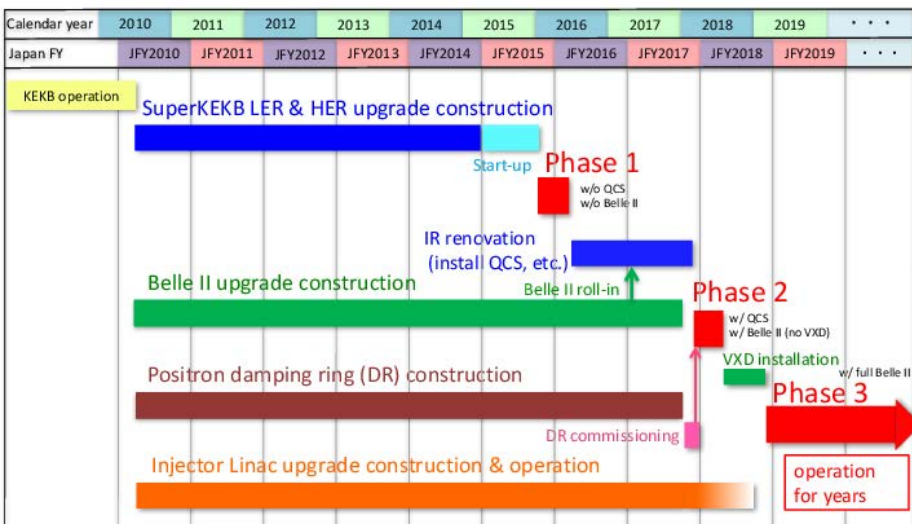 Calendar year 2010 2011 2012 2013 2014 2015 2016 2017 2018 2019 · · ·
Japan FY JFY2010 JFY2011 JFY2012 JFY2013 JFY2014 JFY2015 JFY2016 JFY2017 JFY2018 JFY2019 · · ·
KEKB operation
SuperKEKB LER & HER upgrade construction
Start-up
Phase 1
w/o QCS
w/o Belle II
IR renovation
(install QCS, etc.)
Belle II roll-in
Belle II upgrade construction
Phase 2
w/ QCS
w/ Belle II (no VXD)
VXD installation
w/ full Belle II
Positron damping ring (DR) construction
Phase 3
DR commissioning
Injector Linac upgrade construction & operation
operation
for years